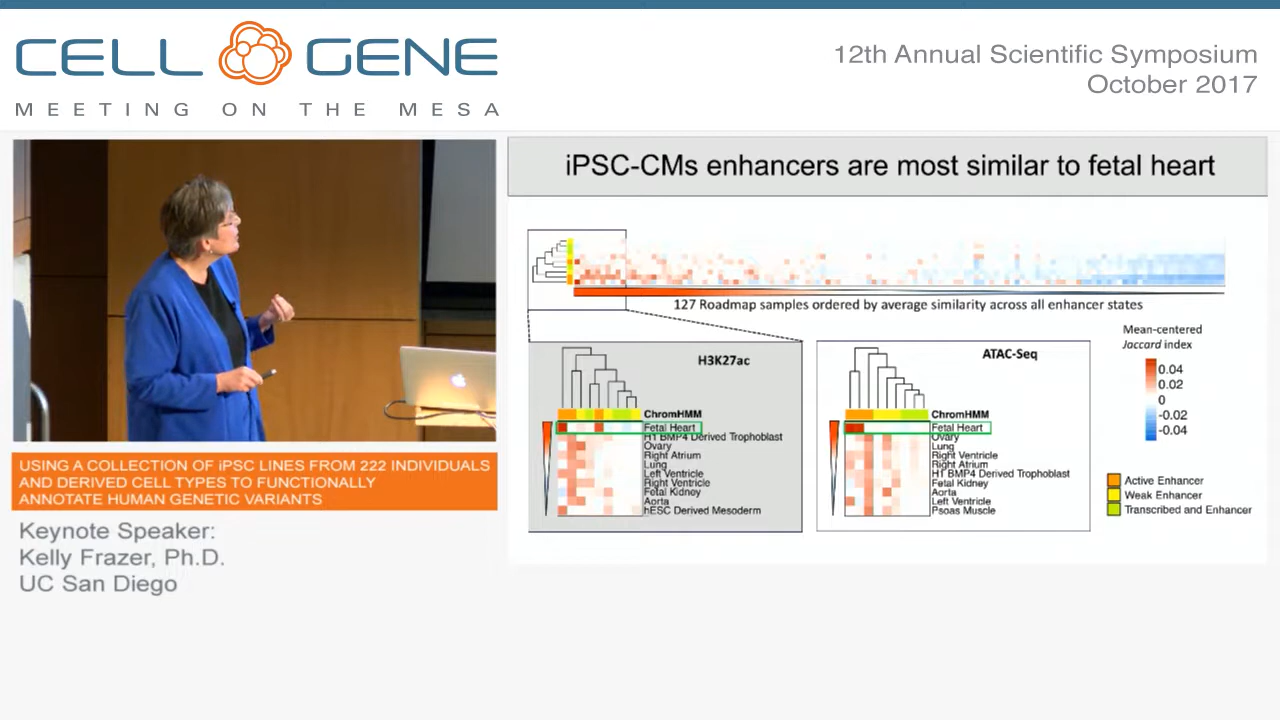 CELL GENE
MEETING ON THE MESA
12th Annual Scientific Symposium
October 2017
iPSC-CMs enhancers are most similar to fetal heart
127 Roadmap samples ordered by average similarity across all enhancer states
H3K27ac
ChromHMM
Fetal Heart
H1 BMP4 Derived Trophoblast
Ovary
Right Atrium
Lung
Left Ventricle
Right Ventricle
Fetal Kidney
Aorta
hESC Derived Mesoderm
ATAC-Seq
ChromHMM
Fetal Heart
Ovary
Lung
Right Ventricle
Right Atrium
H1 BMP4 Derived Trophoblast
Fetal Kidney
Aorta
Left Ventricle
Psoas Muscle
Mean-centered
Jaccard index
0.04
0.02
0
-0.02
-0.04
Active Enhancer
Weak Enhancer
Transcribed and Enhancer
USING A COLLECTION OF iPSC LINES FROM 222 INDIVIDUALS
AND DERIVED CELL TYPES TO FUNCTIONALLY
ANNOTATE HUMAN GENETIC VARIANTS
Keynote Speaker:
Kelly Frazer, Ph.D.
UC San Diego